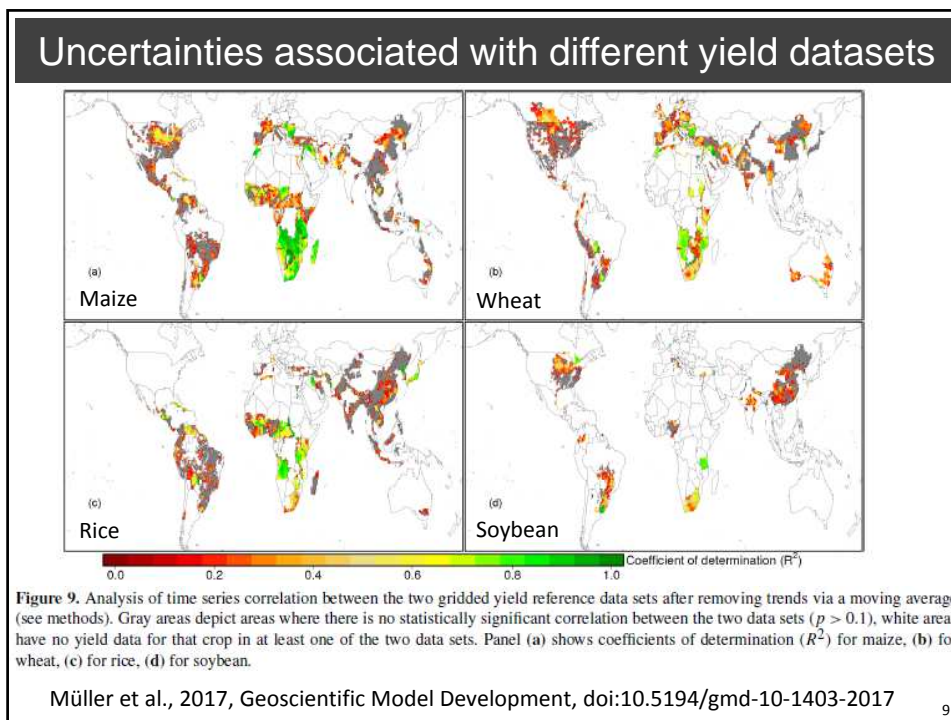 Uncertainties associated with different yield datasets
(a)
Maize
(b)
Wheat
(c)
Rice
(d)
Soybean
0.0 0.2 0.4 0.6 0.8 1.0 Coefficient of determination (R²)
Figure 9. Analysis of time series correlation between the two gridded yield reference data sets after removing trends via a moving average
(see methods). Gray areas depict areas where there is no statistically significant correlation between the two data sets (p > 0.1), white area
have no yield data for that crop in at least one of the two data sets. Panel (a) shows coefficients of determination (R²) for maize, (b) fo
wheat, (c) for rice, (d) for soybean.
Müller et al., 2017, Geoscientific Model Development, doi:10.5194/gmd-10-1403-2017
9